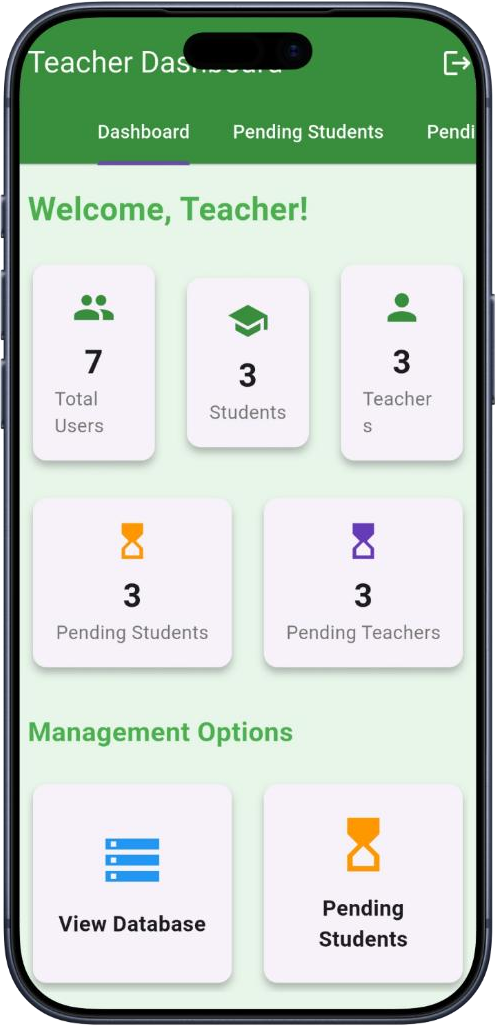 Teacher Dashboard
Dashboard Pending Students Pendi
Welcome, Teacher!
7
Total
Users
3
Students
3
Teacher
s
3
Pending Students
3
Pending Teachers
Management Options
View Database
Pending
Students